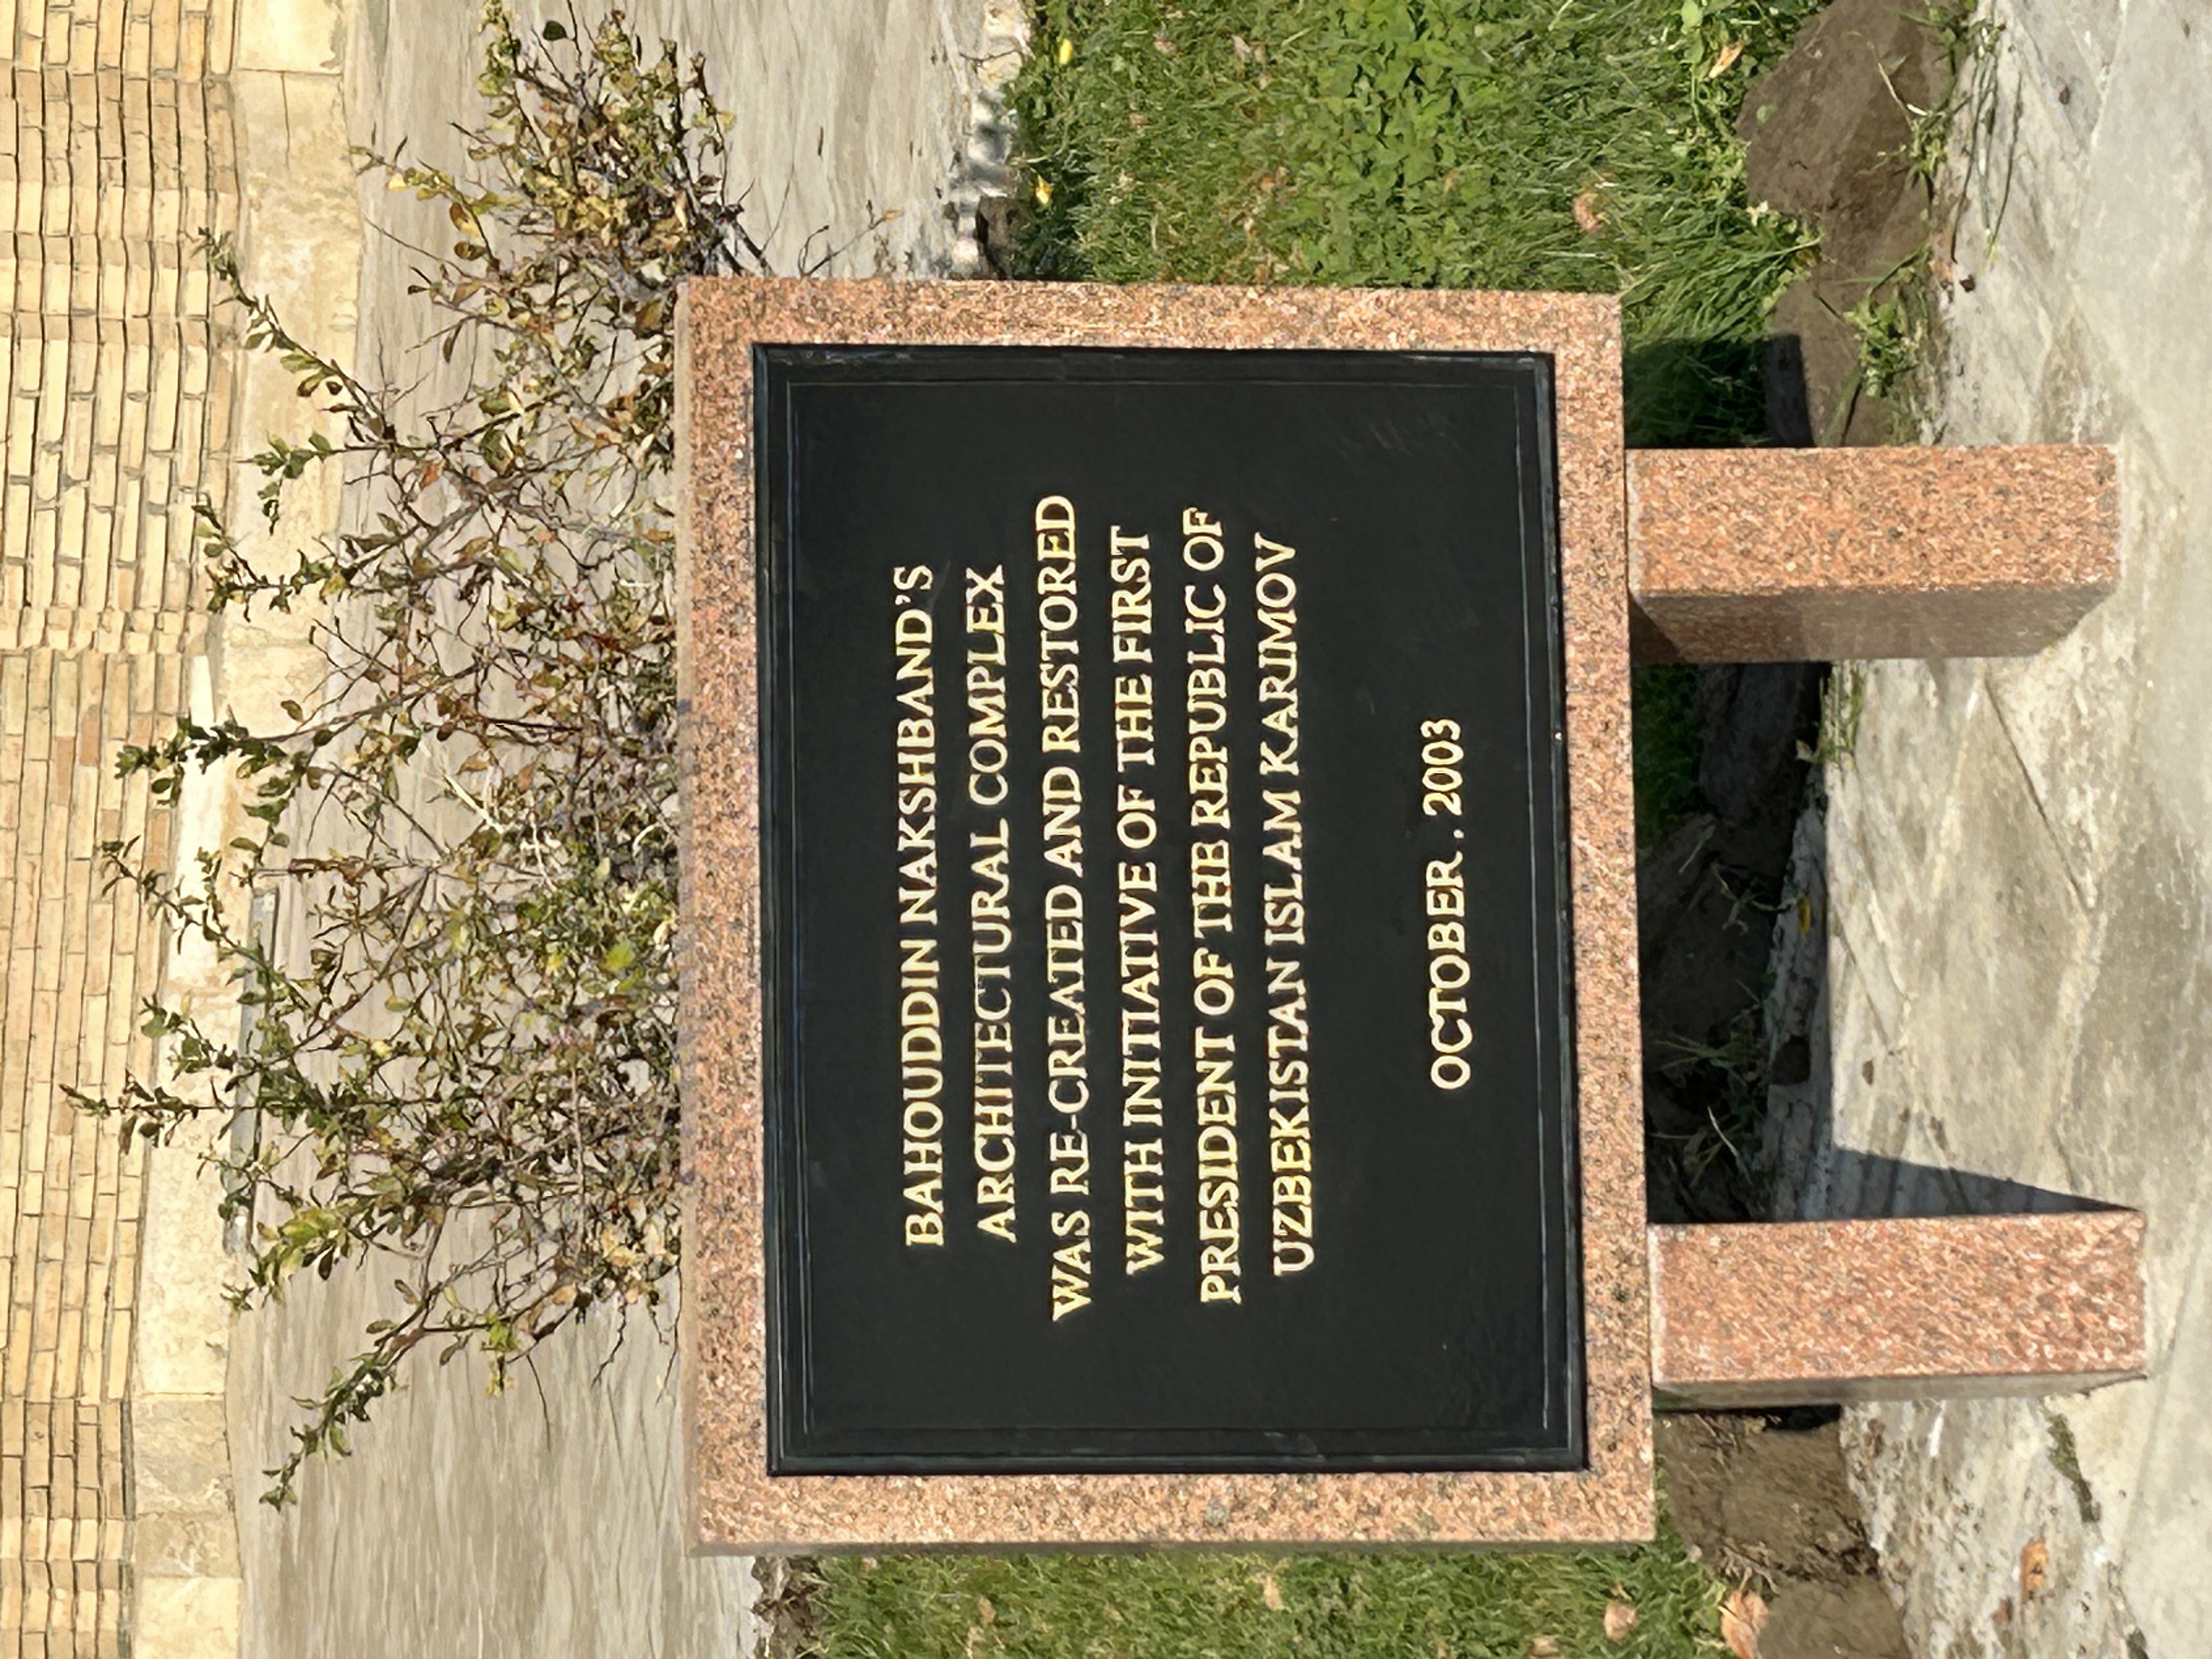 BAHOUDDIN NAKSHBAND'S
ARCHITECTURAL COMPLEX
WAS RE-CREATED AND RESTORED
WITH INITIATIVE OF THE FIRST
PRESIDENT OF THE REPUBLIC OF
UZBEKISTAN ISLAM KARIMOV
OCTOBER . 2003